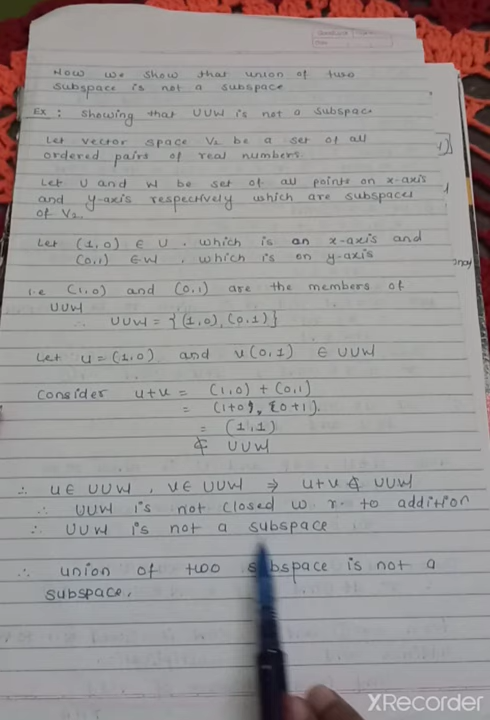 Now we show that union of two
subspace is not a subspace
Ex : showing that U∪W is not a subspace
Let vector space V₂ be a set of all
ordered pairs of real numbers.
Let U and W be set of all points on x-axis
and y-axis respectively which are subspaces
of V₂.
Let (1,0) ∈ U, which is on x-axis and
(0,1) ∈ W, which is on y-axis
i.e (1,0) and (0,1) are the members of
U∪W
∴ U∪W = {(1,0), (0,1)}
Let u = (1,0) and v(0,1) ∈ U∪W
Consider u+v = (1,0) + (0,1)
= (1+0), (0+1).
= (1,1)
∉ U∪W
∴ u ∈ U∪W, v ∈ U∪W ⇒ u+v ∉ U∪W
∴ U∪W is not closed w.r. to addition
∴ U∪W is not a subspace
∴ union of two subspace is not a
subspace.
XRecorder